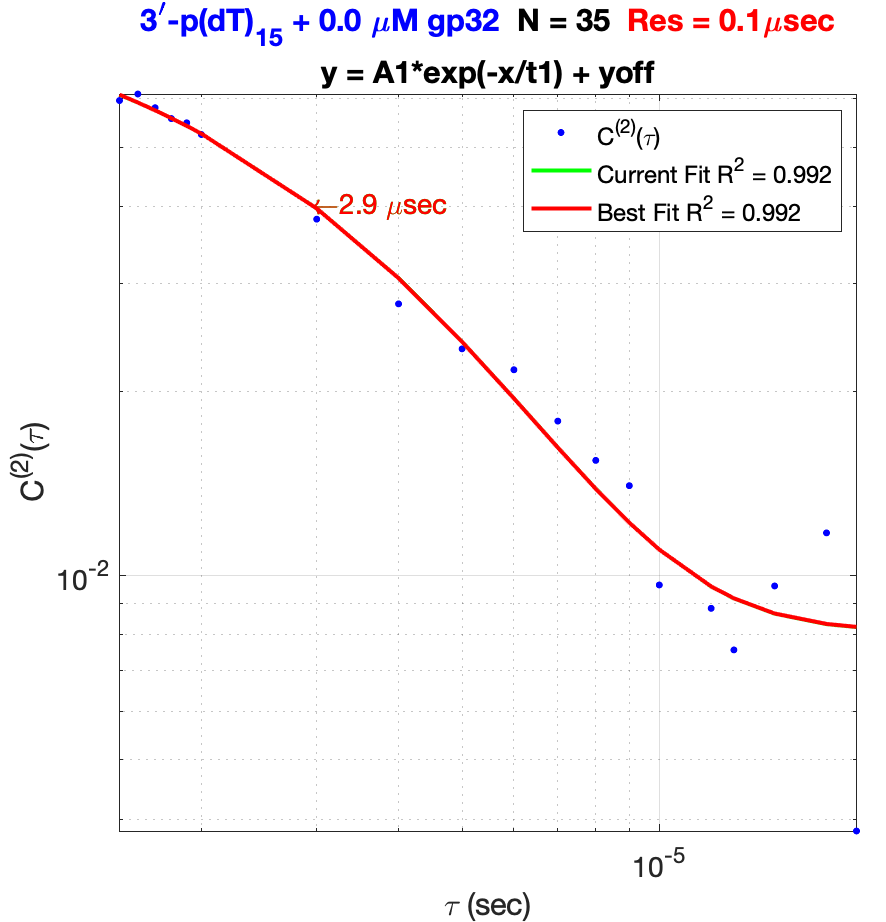 3′-p(dT)₁₅ + 0.0 μM gp32 N = 35 Res = 0.1μsec
y = A1*exp(-x/t1) + yoff
C⁽²⁾(τ)
Current Fit R² = 0.992
Best Fit R² = 0.992
2.9 μsec
C⁽²⁾(τ)
10⁻²
10⁻⁵
τ (sec)